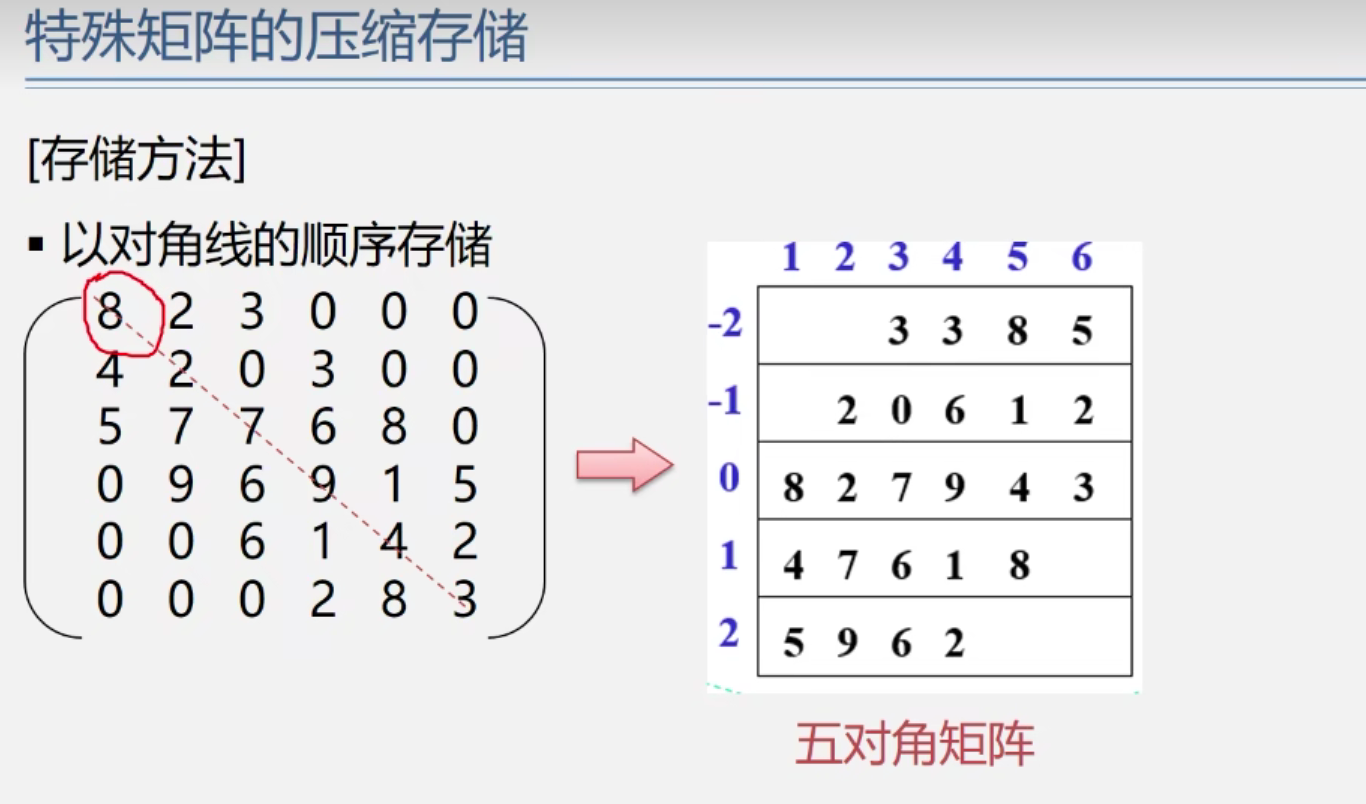 特殊矩阵的压缩存储
[存储方法]
▪ 以对角线的顺序存储
8 2 3 0 0 0
4 2 0 3 0 0
5 7 7 6 8 0
0 9 6 9 1 5
0 0 6 1 4 2
0 0 0 2 8 3
1 2 3 4 5 6
-2 3 3 8 5
-1 2 0 6 1 2
0 8 2 7 9 4 3
1 4 7 6 1 8
2 5 9 6 2
五对角矩阵